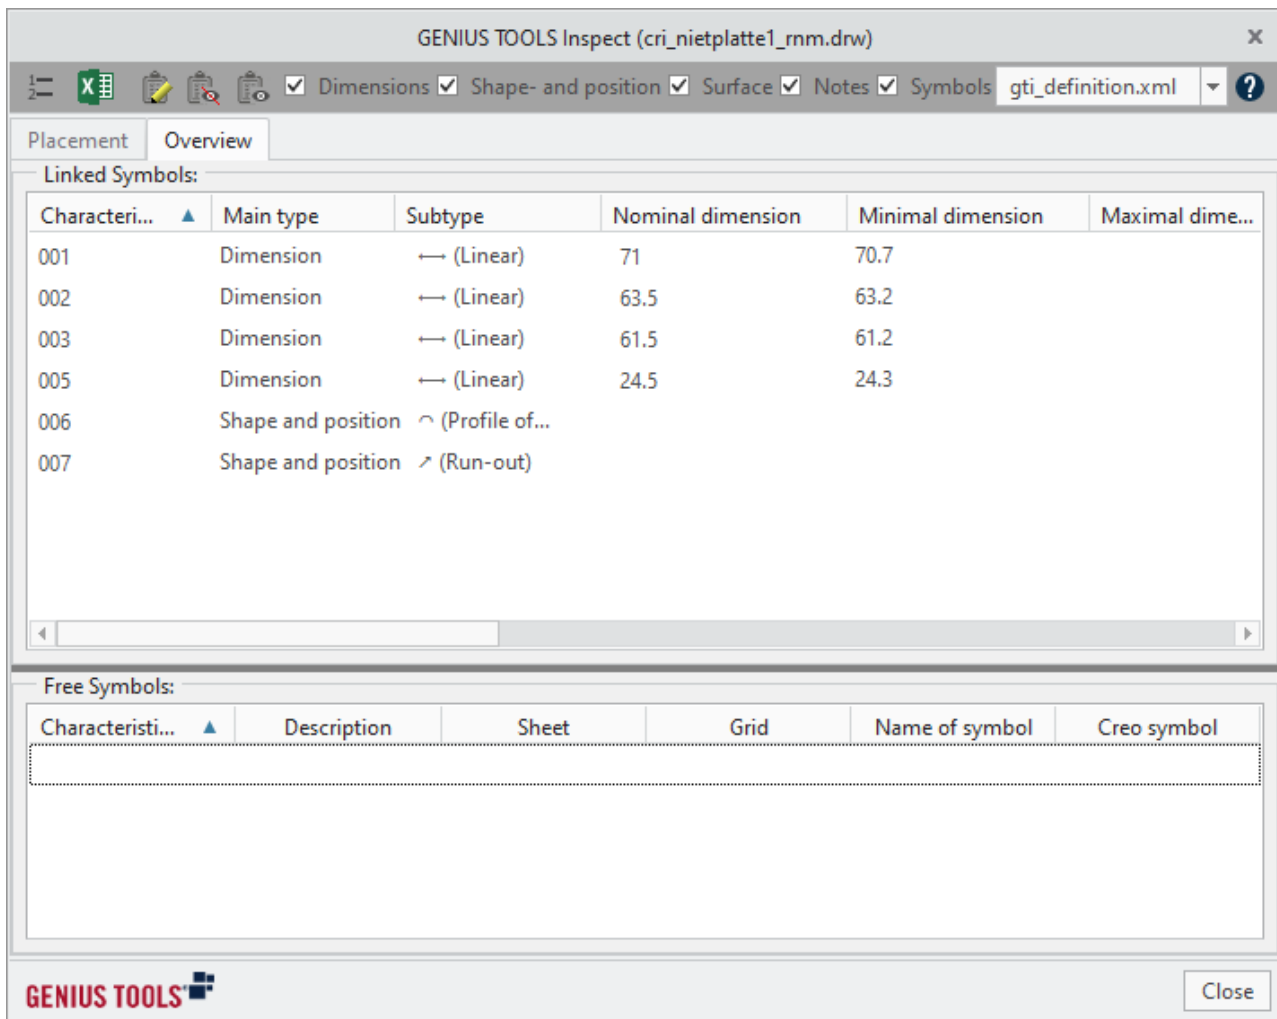 GENIUS TOOLS Inspect (cri_nietplatte1_rnm.drw)
Dimensions Shape- and position Surface Notes Symbols gti_definition.xml
Placement Overview
Linked Symbols:
Characteri... Main type Subtype Nominal dimension Minimal dimension Maximal dime...
001 Dimension (Linear) 71 70.7
002 Dimension (Linear) 63.5 63.2
003 Dimension (Linear) 61.5 61.2
005 Dimension (Linear) 24.5 24.3
006 Shape and position (Profile of...
007 Shape and position (Run-out)
Free Symbols:
Characteristi... Description Sheet Grid Name of symbol Creo symbol
GENIUS TOOLS
Close